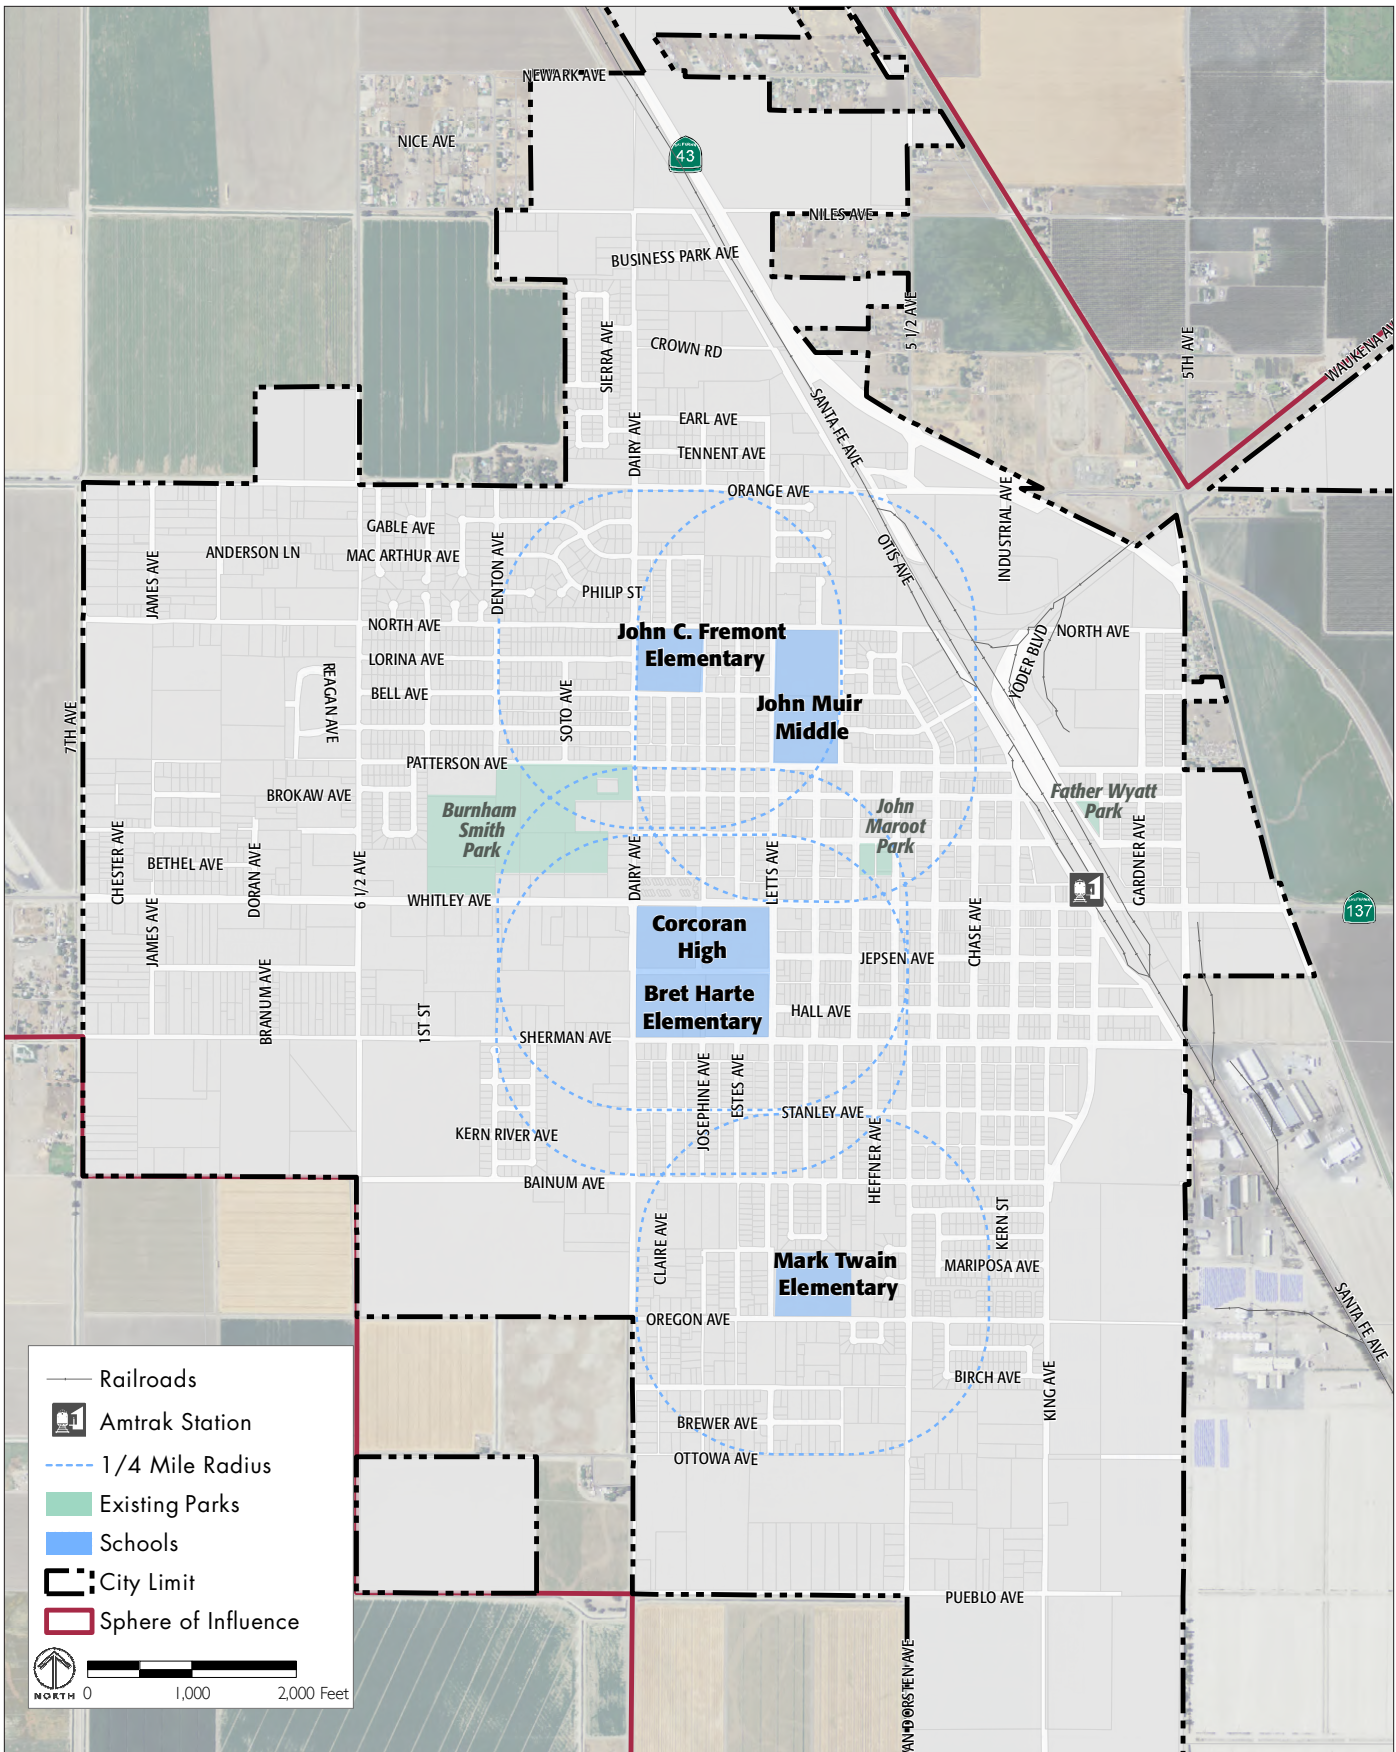 NEWARK AVE
NICE AVE
43
NILES AVE
BUSINESS PARK AVE
5 1/2 AVE
SIERRA AVE
CROWN RD
5TH AVE
WAUKENA AV
SANTA FE AVE
DAIRY AVE
EARL AVE
TENNENT AVE
ORANGE AVE
INDUSTRIAL AVE
GABLE AVE
ANDERSON LN
MAC ARTHUR AVE
DENTON AVE
OTIS AVE
JAMES AVE
PHILIP ST
NORTH AVE
John C. Fremont
Elementary
NORTH AVE
YODER BLVD
LORINA AVE
REAGAN AVE
BELL AVE
SOTO AVE
John Muir
Middle
7TH AVE
PATTERSON AVE
BROKAW AVE
Burnham
Smith
Park
John
Maroot
Park
Father Wyatt
Park
CHESTER AVE
BETHEL AVE
DORAN AVE
6 1/2 AVE
DAIRY AVE
LETTS AVE
GARDNER AVE
WHITLEY AVE
137
JAMES AVE
Corcoran
High
CHASE AVE
JEPSEN AVE
BRANUM AVE
1ST ST
Bret Harte
Elementary
HALL AVE
SHERMAN AVE
JOSEPHINE AVE
ESTES AVE
STANLEY AVE
KERN RIVER AVE
HEFFNER AVE
BAINUM AVE
CLAIRE AVE
KERN ST
Mark Twain
Elementary
MARIPOSA AVE
OREGON AVE
SANTA FE AVE
BIRCH AVE
KING AVE
BREWER AVE
OTTOWA AVE
PUEBLO AVE
VAN DORSTEN AVE
Railroads
Amtrak Station
1/4 Mile Radius
Existing Parks
Schools
City Limit
Sphere of Influence
NORTH
0 1,000 2,000 Feet